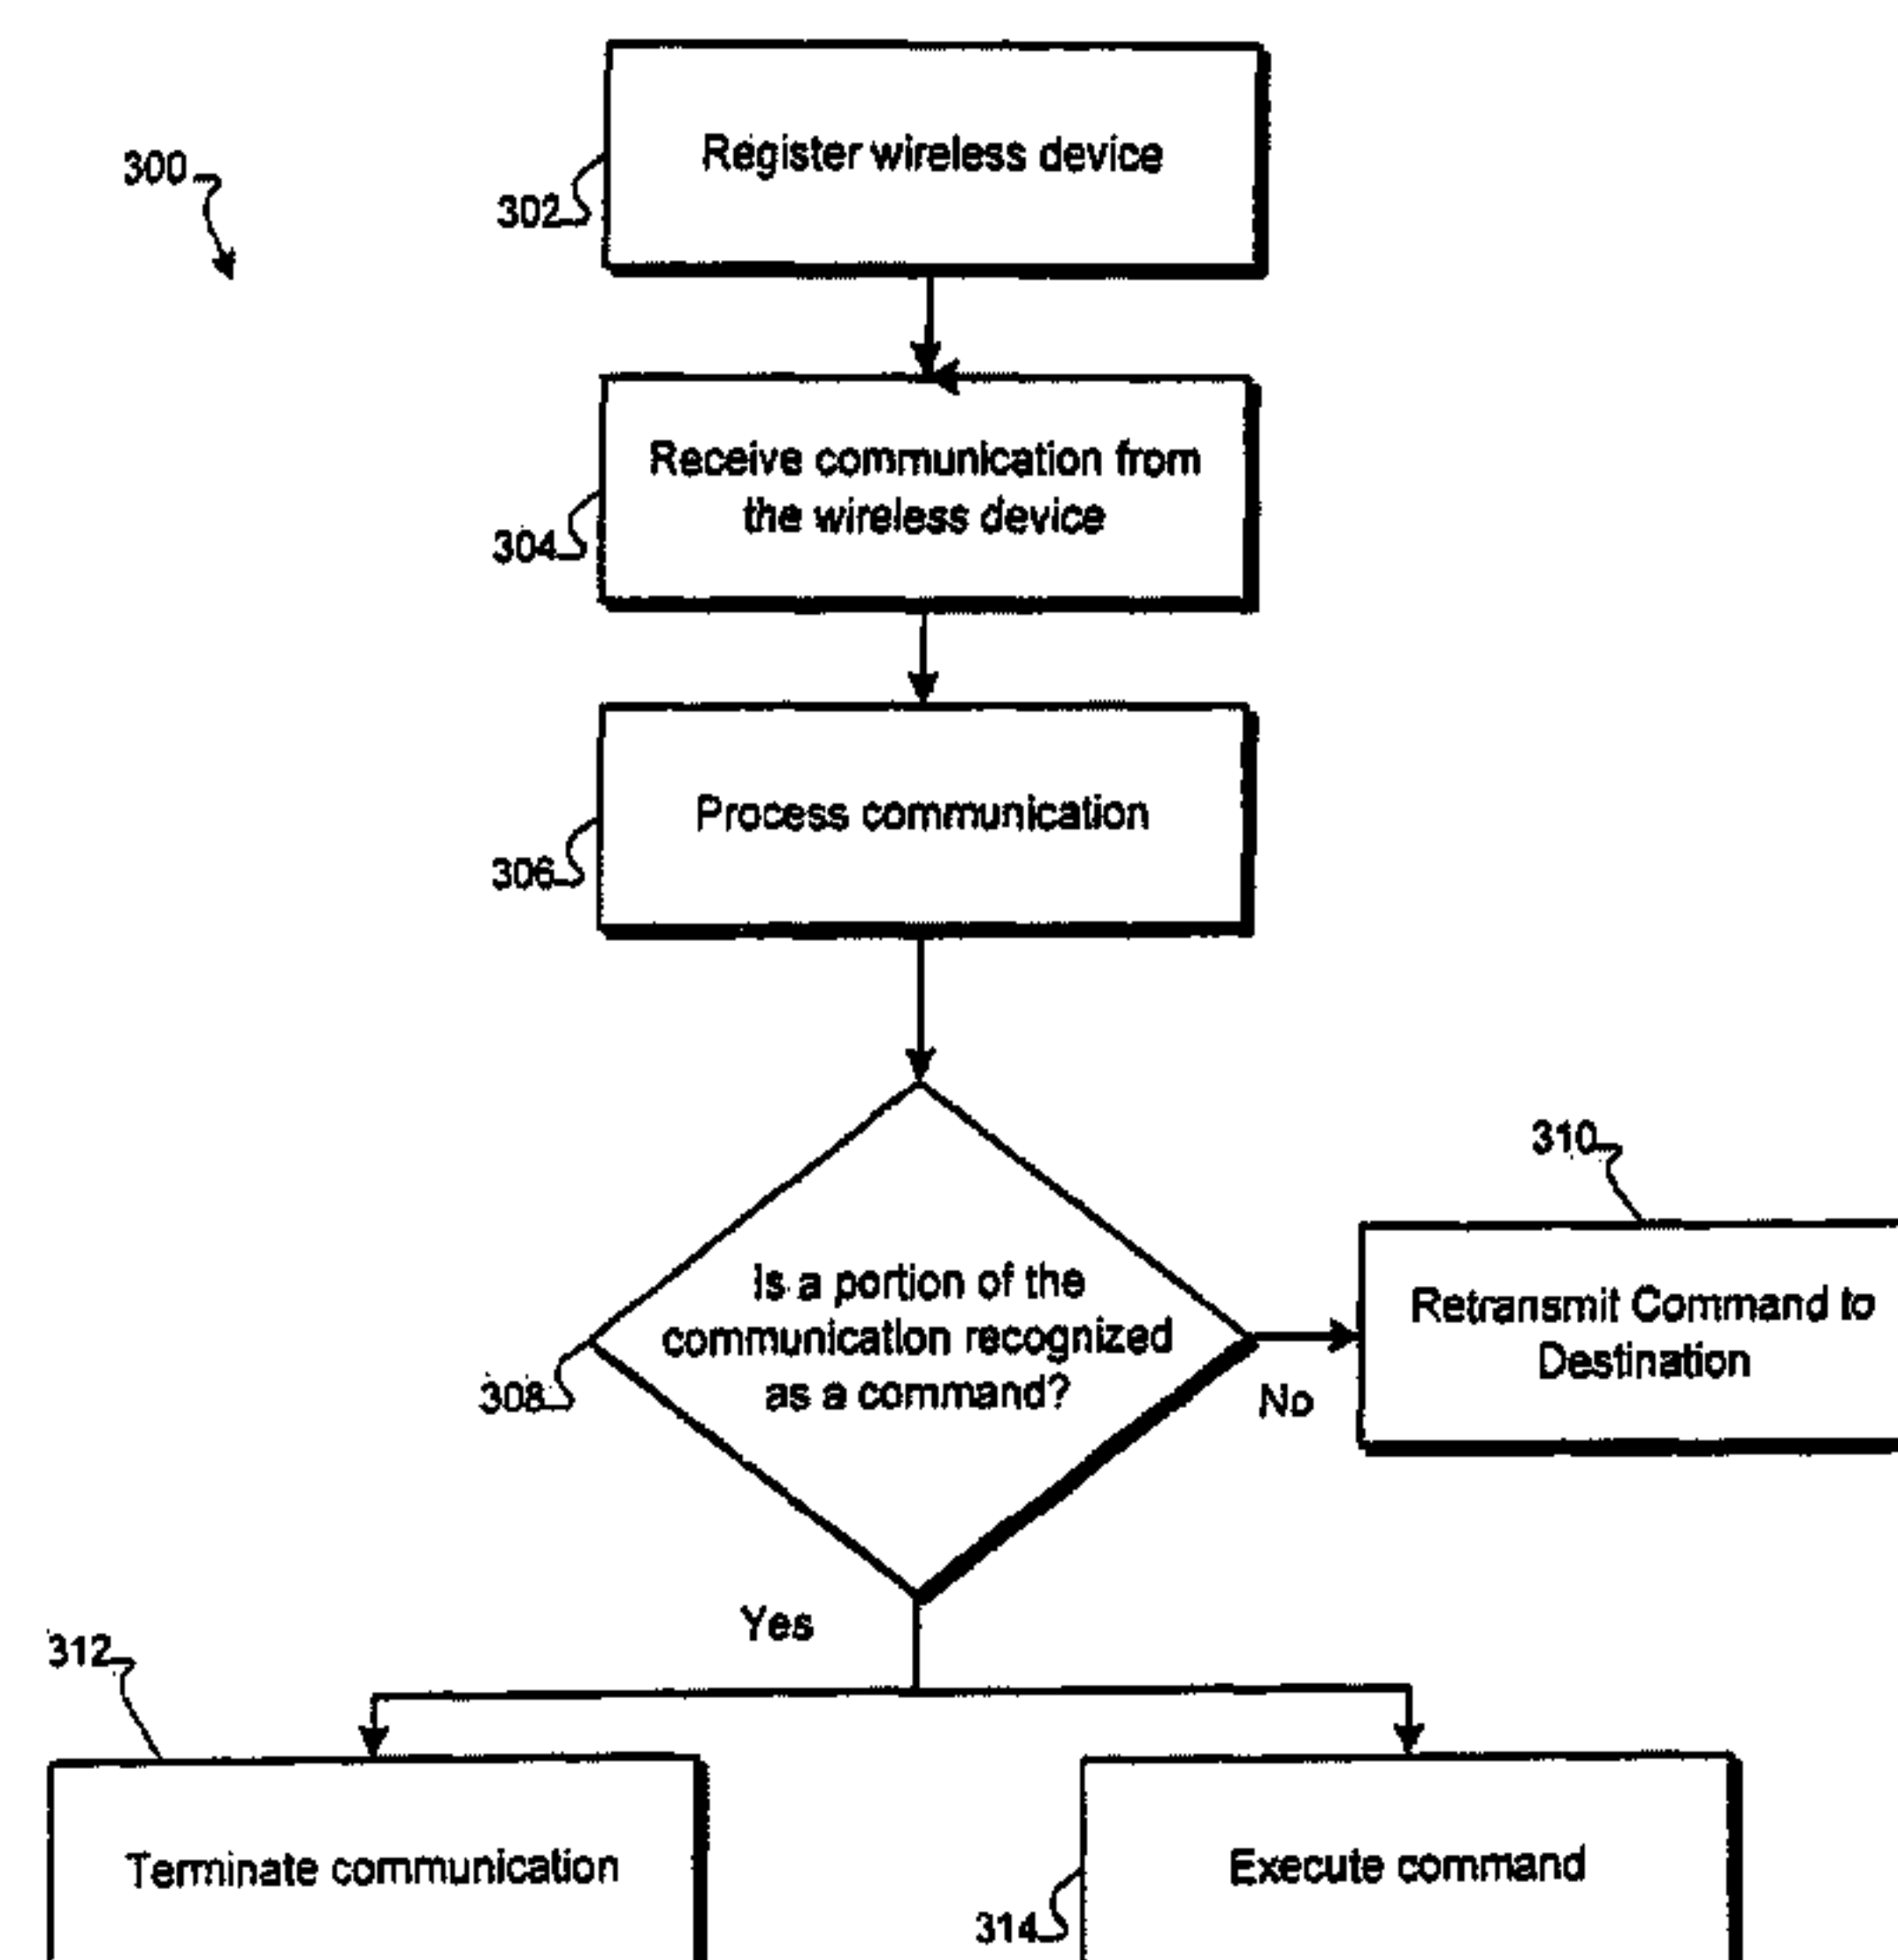 300
Register wireless device
302
Receive communication from
the wireless device
304
Process communication
306
310
Is a portion of the
communication recognized
as a command?
308
Retransmit Command to
Destination
No
Yes
312
Terminate communication
Execute command
314